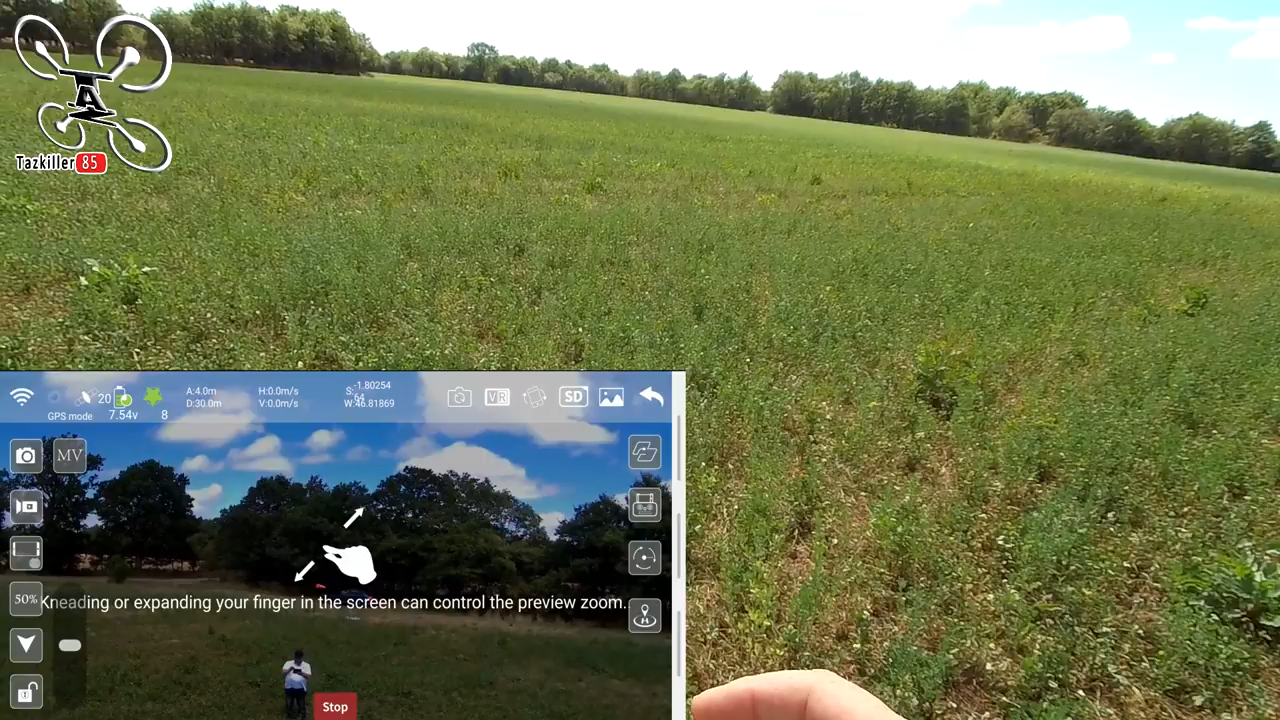 A
Tazkiller 85
20
GPS mode
7.54v
8
A:4.0m
D:30.0m
H:0.0m/s
V:0.0m/s
S:-1.80254
64
W:46.81869
VR
SD
MV
50%
Kneading or expanding your finger in the screen can control the preview zoom.
M
Stop